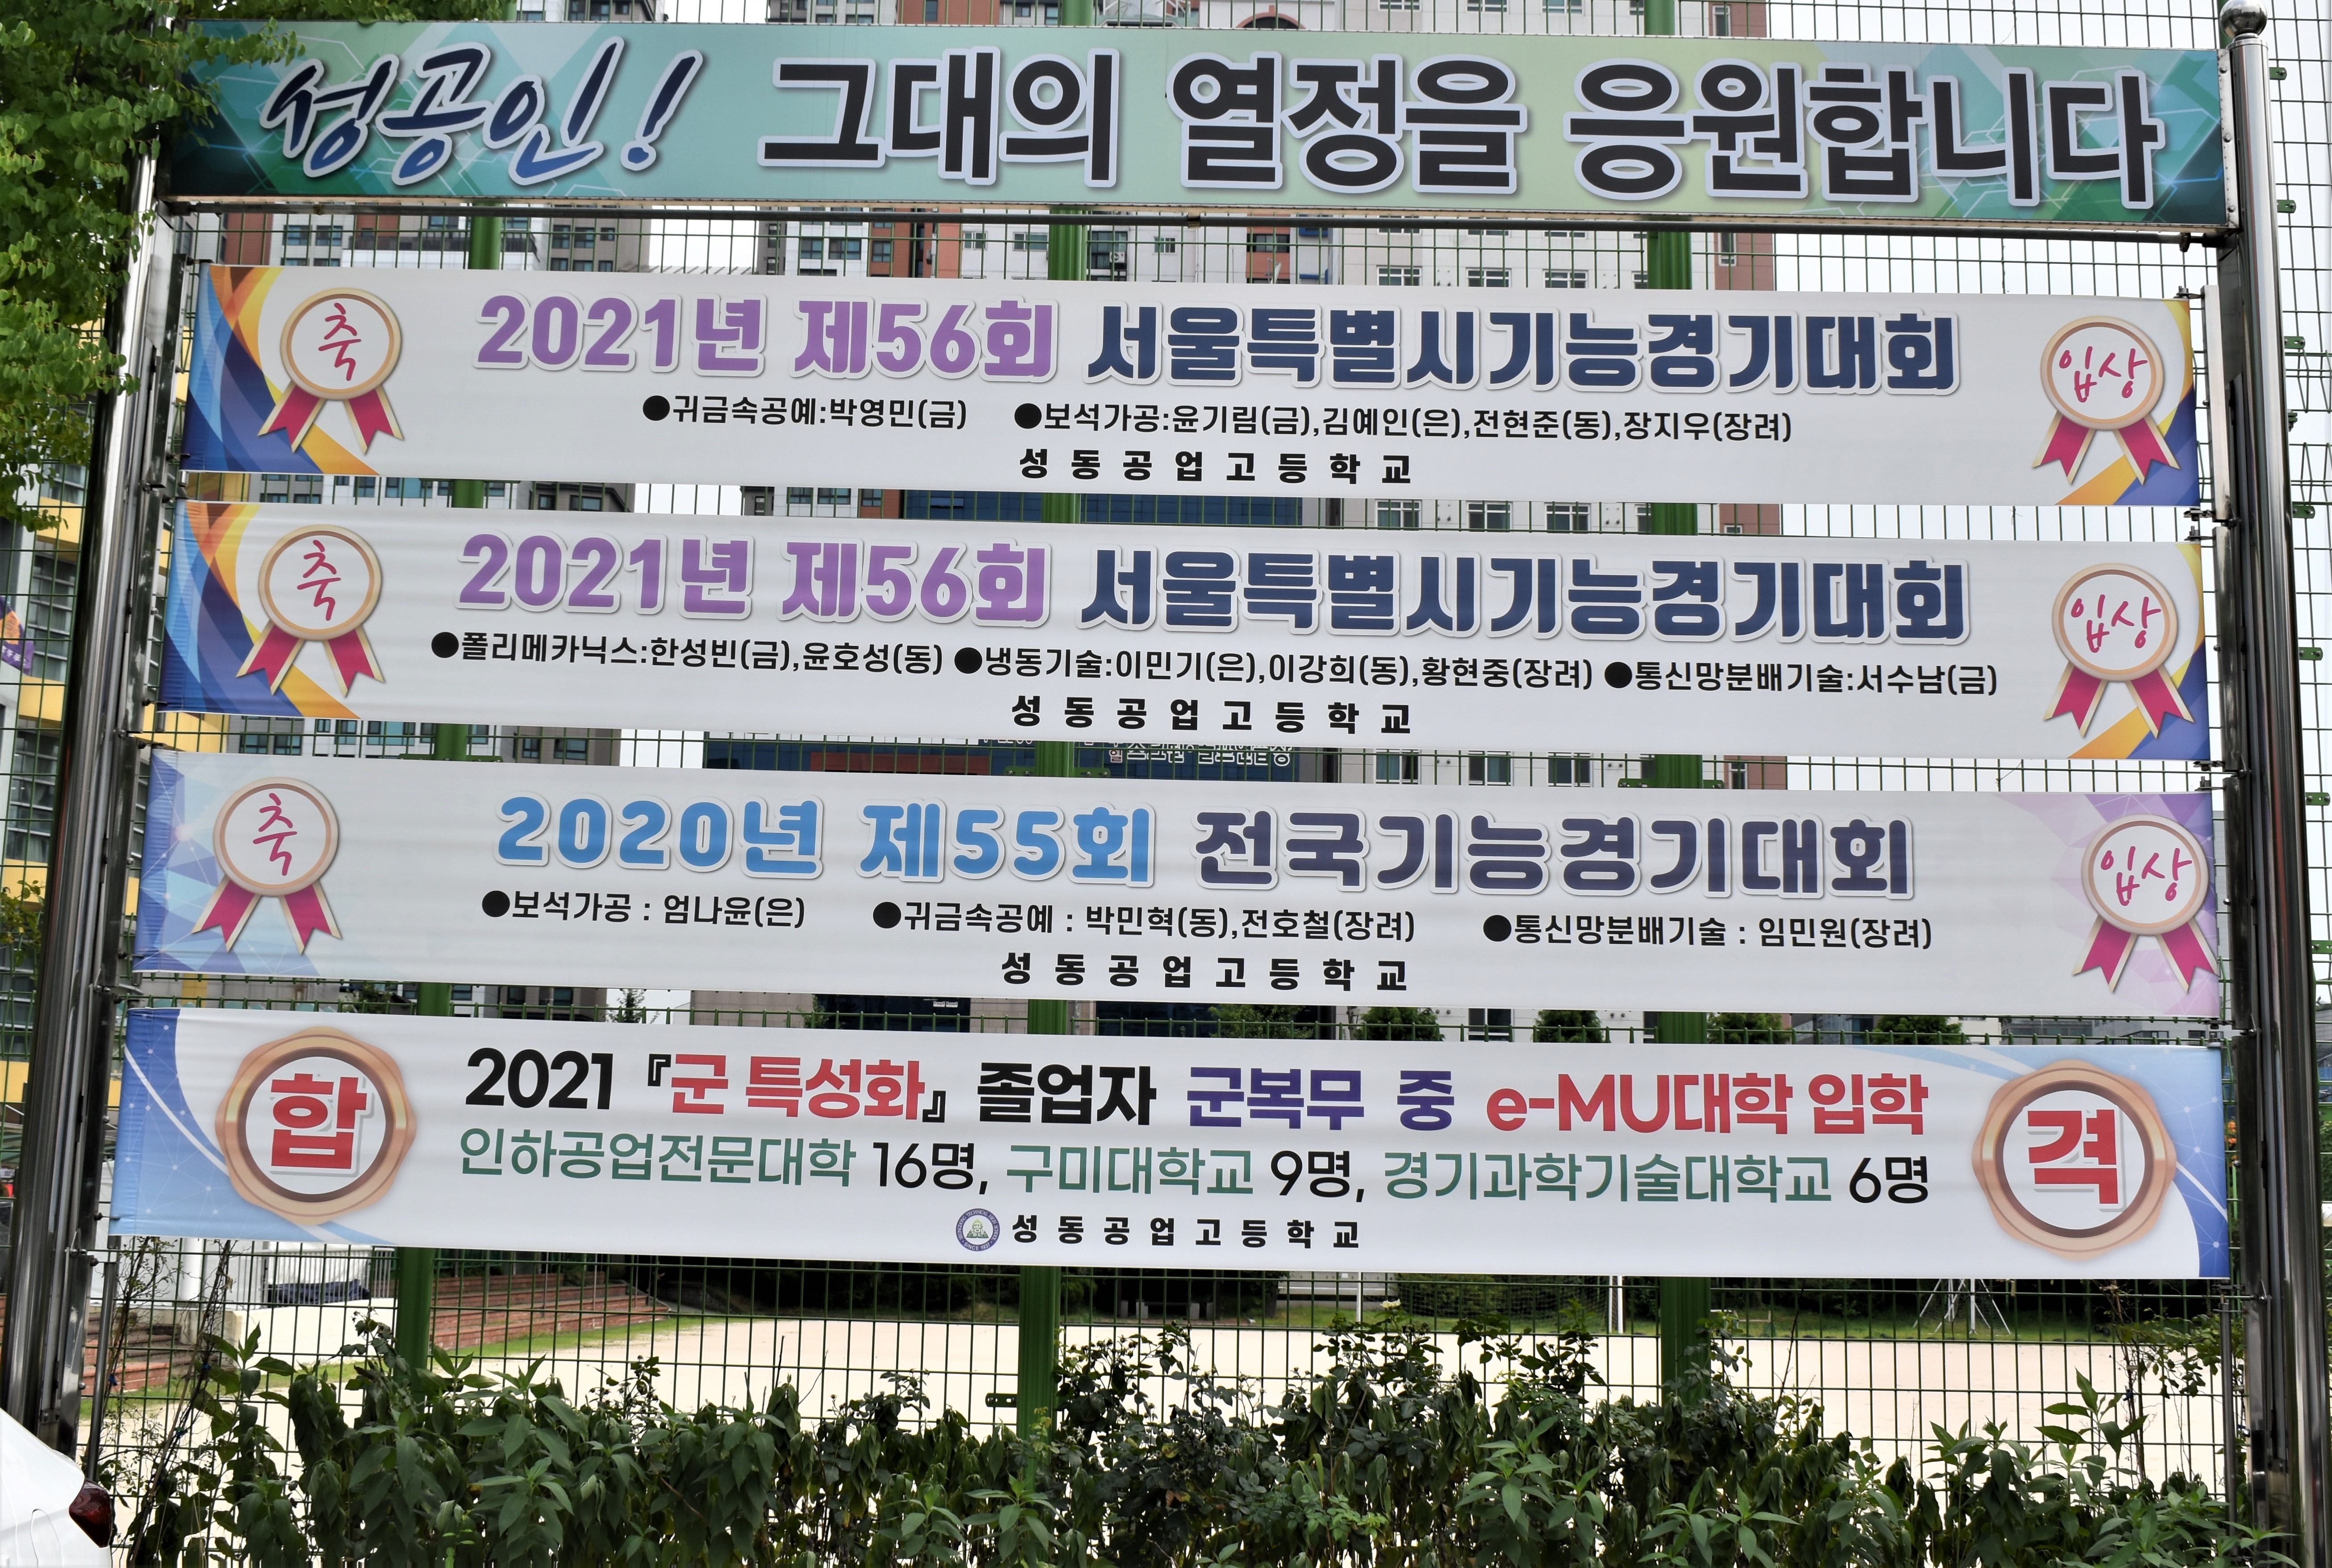 성공인! 그대의 열정을 응원합니다
축 2021년 제56회 서울특별시기능경기대회 입상
●귀금속공예:박영민(금) ●보석가공:윤기림(금),김예인(은),전현준(동),장지우(장려)
성동공업고등학교
축 2021년 제56회 서울특별시기능경기대회 입상
●폴리메카닉스:한성빈(금),윤호성(동) ●냉동기술:이민기(은),이강희(동),황현중(장려) ●통신망분배기술:서수남(금)
성동공업고등학교
축 2020년 제55회 전국기능경기대회 입상
●보석가공 : 엄나윤(은) ●귀금속공예 : 박민혁(동),전호철(장려) ●통신망분배기술 : 임민원(장려)
성동공업고등학교
합 2021 『군 특성화』 졸업자 군복무 중 e-MU대학 입학 격
인하공업전문대학 16명, 구미대학교 9명, 경기과학기술대학교 6명
성동공업고등학교